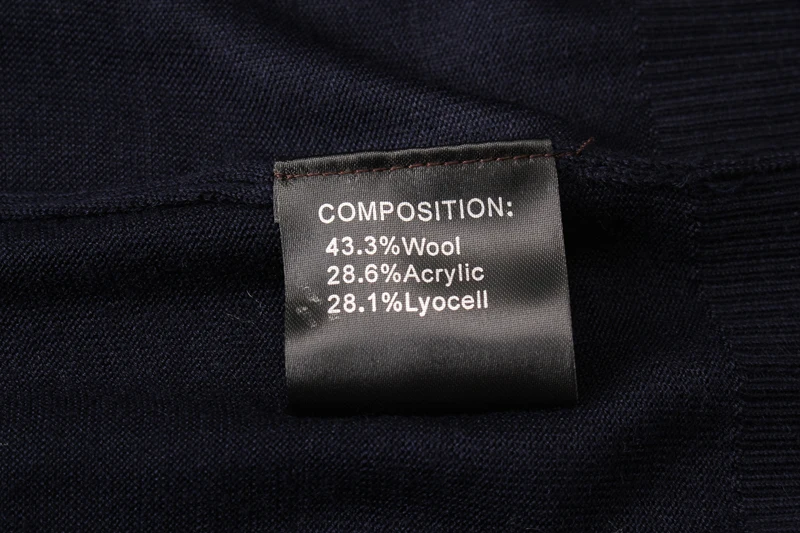 COMPOSITION:
43.3%Wool
28.6%Acrylic
28.1%Lyocell